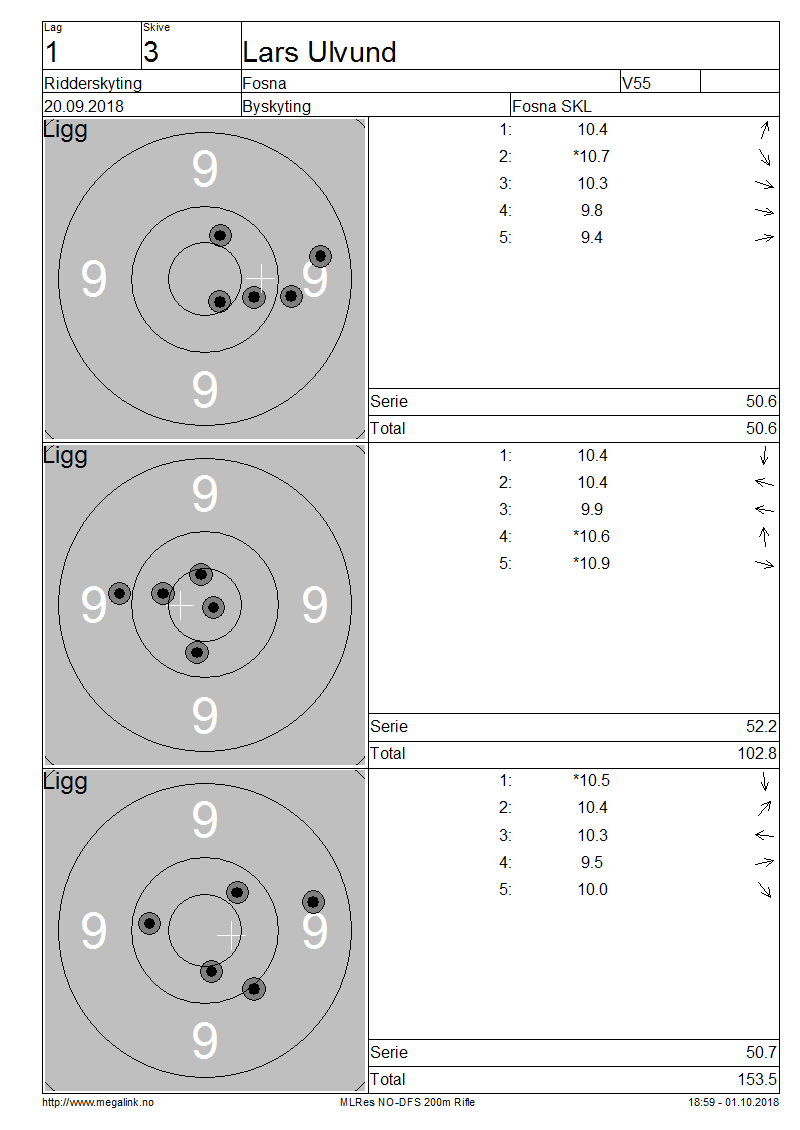 Lag Skive
1 3 Lars Ulvund
Ridderskyting Fosna V55
20.09.2018 Byskyting Fosna SKL
Ligg
9
9 9
9
1: 10.4
2: *10.7
3: 10.3
4: 9.8
5: 9.4
Serie 50.6
Total 50.6
Ligg
9
9 9
9
1: 10.4
2: 10.4
3: 9.9
4: *10.6
5: *10.9
Serie 52.2
Total 102.8
Ligg
9
9 9
9
1: *10.5
2: 10.4
3: 10.3
4: 9.5
5: 10.0
Serie 50.7
Total 153.5
http://www.megalink.no MLRes NO-DFS 200m Rifle 18:59 - 01.10.2018